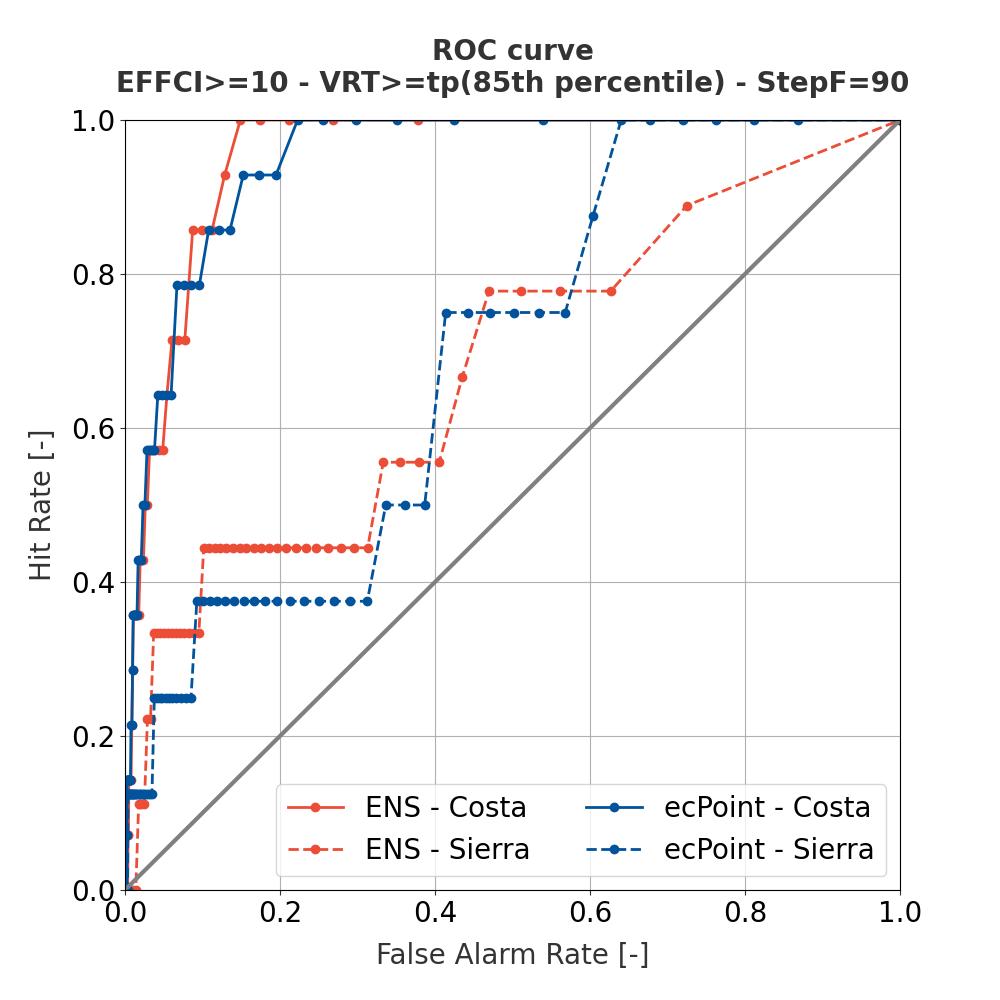 ROC curve
EFFCI>=10 - VRT>=tp(85th percentile) - StepF=90
1.0
0.8
0.6
0.4
0.2
0.0
Hit Rate [-]
ENS - Costa
ENS - Sierra
ecPoint - Costa
ecPoint - Sierra
0.0 0.2 0.4 0.6 0.8 1.0
False Alarm Rate [-]